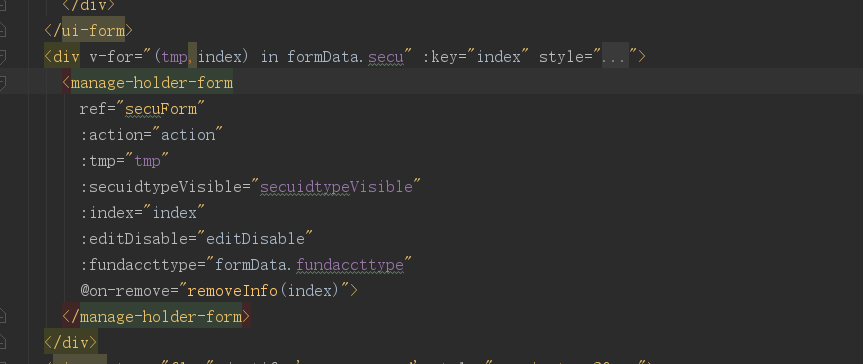 </div>
</ui-form>
<div v-for="(tmp,index) in formData.secu" :key="index" style="...">
<manage-holder-form
ref="secuForm"
:action="action"
:tmp="tmp"
:secuidtypeVisible="secuidtypeVisible"
:index="index"
:editDisable="editDisable"
:fundaccttype="formData.fundaccttype"
@on-remove="removeInfo(index)">
</manage-holder-form>
</div>